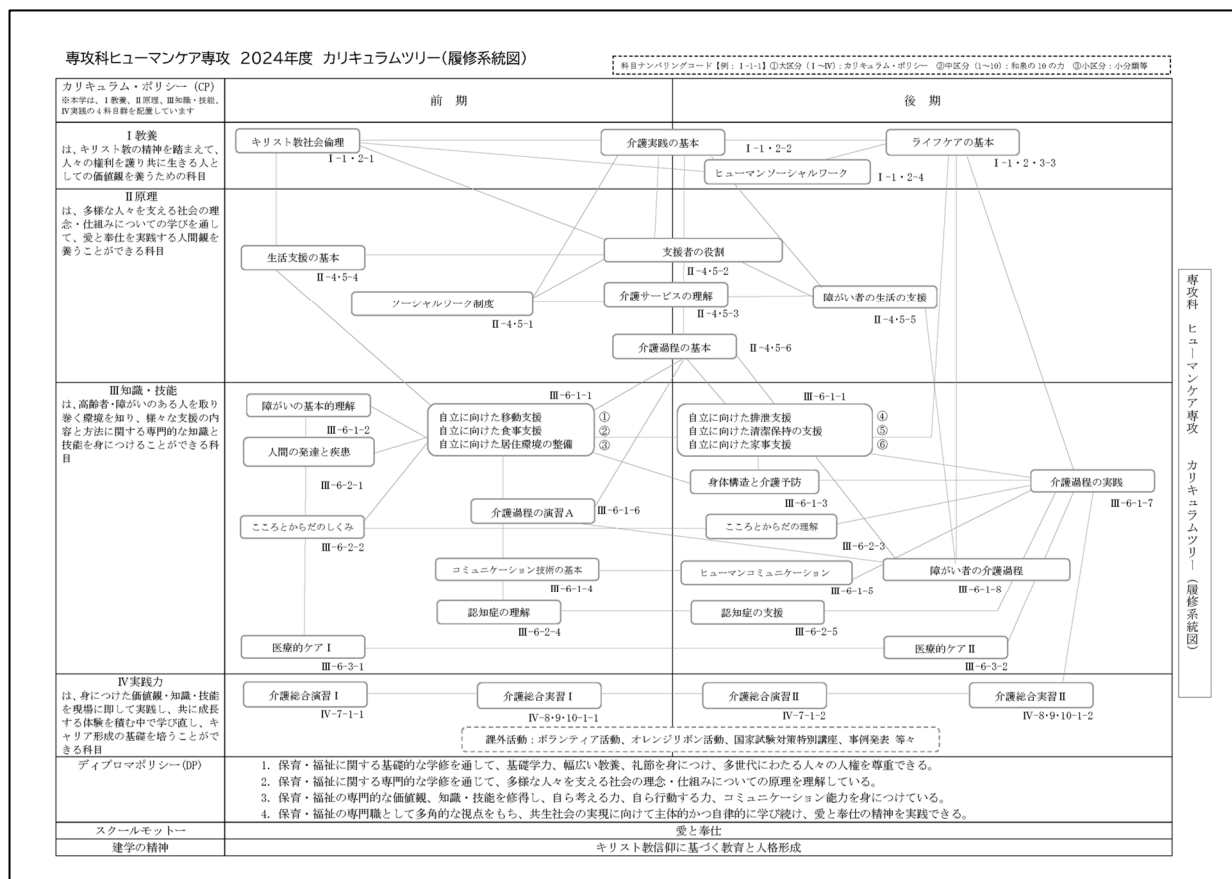 専攻科ヒューマンケア専攻 2024年度 カリキュラムツリー(履修系統図)
科目ナンバリングコード【例：Ⅰ-1-1】①大区分（Ⅰ～Ⅳ）：カリキュラム・ポリシー ②中区分（1～10）：和泉の10の力 ③小区分：小分類等
カリキュラム・ポリシー（CP）
※本学は、Ⅰ教養、Ⅱ原理、Ⅲ知識・技能、
Ⅳ実践の4科目群を配置しています
前 期
後 期
Ⅰ教養
は、キリスト教の精神を踏まえて、
人々の権利を護り共に生きる人と
しての価値観を養うための科目
キリスト教社会倫理
Ⅰ-1・2-1
介護実践の基本
Ⅰ-1・2-2
ライフケアの基本
Ⅰ-1・2・3-3
ヒューマンソーシャルワーク
Ⅰ-1・2-4
Ⅱ原理
は、多様な人々を支える社会の理
念・仕組みについての学びを通し
て、愛と奉仕を実践する人間観を
養うことができる科目
生活支援の基本
Ⅱ-4・5-4
支援者の役割
Ⅱ-4・5-2
ソーシャルワーク制度
Ⅱ-4・5-1
介護サービスの理解
Ⅱ-4・5-3
障がい者の生活の支援
Ⅱ-4・5-5
介護過程の基本
Ⅱ-4・5-6
Ⅲ知識・技能
は、高齢者・障がいのある人を取り
巻く環境を知り、様々な支援の内
容と方法に関する専門的な知識と
技能を身につけることができる科
目
障がいの基本的理解
Ⅲ-6-1-2
人間の発達と疾患
Ⅲ-6-2-1
こころとからだのしくみ
Ⅲ-6-2-2
Ⅲ-6-1-1
自立に向けた移動支援 ①
自立に向けた食事支援 ②
自立に向けた居住環境の整備 ③
Ⅲ-6-1-1
自立に向けた排泄支援 ④
自立に向けた清潔保持の支援 ⑤
自立に向けた家事支援 ⑥
身体構造と介護予防
Ⅲ-6-1-3
介護過程の実践
Ⅲ-6-1-7
介護過程の演習A
Ⅲ-6-1-6
こころとからだの理解
Ⅲ-6-2-3
コミュニケーション技術の基本
Ⅲ-6-1-4
ヒューマンコミュニケーション
Ⅲ-6-1-5
障がい者の介護過程
Ⅲ-6-1-8
認知症の理解
Ⅲ-6-2-4
認知症の支援
Ⅲ-6-2-5
医療的ケアⅠ
Ⅲ-6-3-1
医療的ケアⅡ
Ⅲ-6-3-2
Ⅳ実践力
は、身につけた価値観・知識・技能
を現場に即して実践し、共に成長
する体験を積む中で学び直し、キ
ャリア形成の基礎を培うことがで
きる科目
介護総合演習Ⅰ
Ⅳ-7-1-1
介護総合実習Ⅰ
Ⅳ-8・9・10-1-1
介護総合演習Ⅱ
Ⅳ-7-1-2
介護総合実習Ⅱ
Ⅳ-8・9・10-1-2
課外活動：ボランティア活動、オレンジリボン活動、国家試験対策特別講座、事例発表 等々
ディプロマポリシー(DP)
1. 保育・福祉に関する基礎的な学修を通して、基礎学力、幅広い教養、礼節を身につけ、多世代にわたる人々の人権を尊重できる。
2. 保育・福祉に関する専門的な学修を通じて、多様な人々を支える社会の理念・仕組みについての原理を理解している。
3. 保育・福祉の専門的な価値観、知識・技能を修得し、自ら考える力、自ら行動する力、コミュニケーション能力を身につけている。
4. 保育・福祉の専門職として多角的な視点をもち、共生社会の実現に向けて主体的かつ自律的に学び続け、愛と奉仕の精神を実践できる。
スクールモットー
愛と奉仕
建学の精神
キリスト教信仰に基づく教育と人格形成
専攻科 ヒューマンケア専攻 カリキュラムツリー（履修系統図）